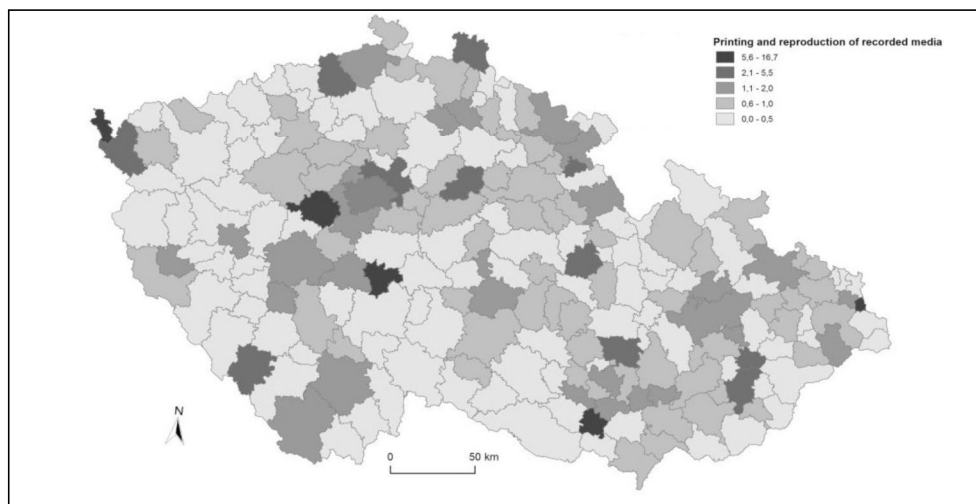 Printing and reproduction of recorded media
5,6 - 16,7
2,1 - 5,5
1,1 - 2,0
0,6 - 1,0
0,0 - 0,5
N
0 50 km